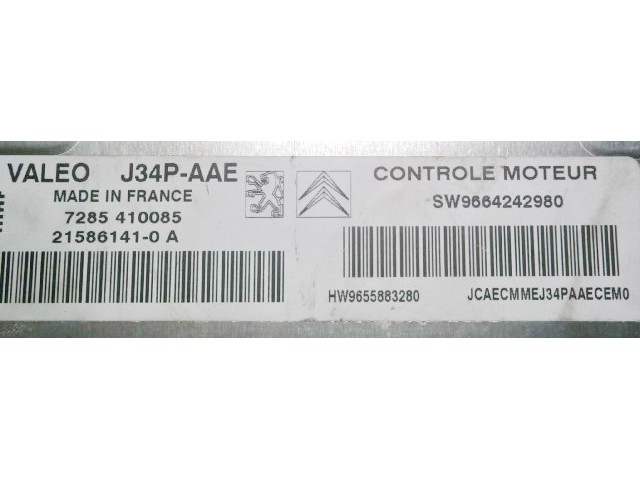 VALEO J34P-AAE
MADE IN FRANCE
7285 410085
21586141-0 A
CONTROLE MOTEUR
SW9664242980
HW9655883280 JCAECMMEJ34PAAECEM0